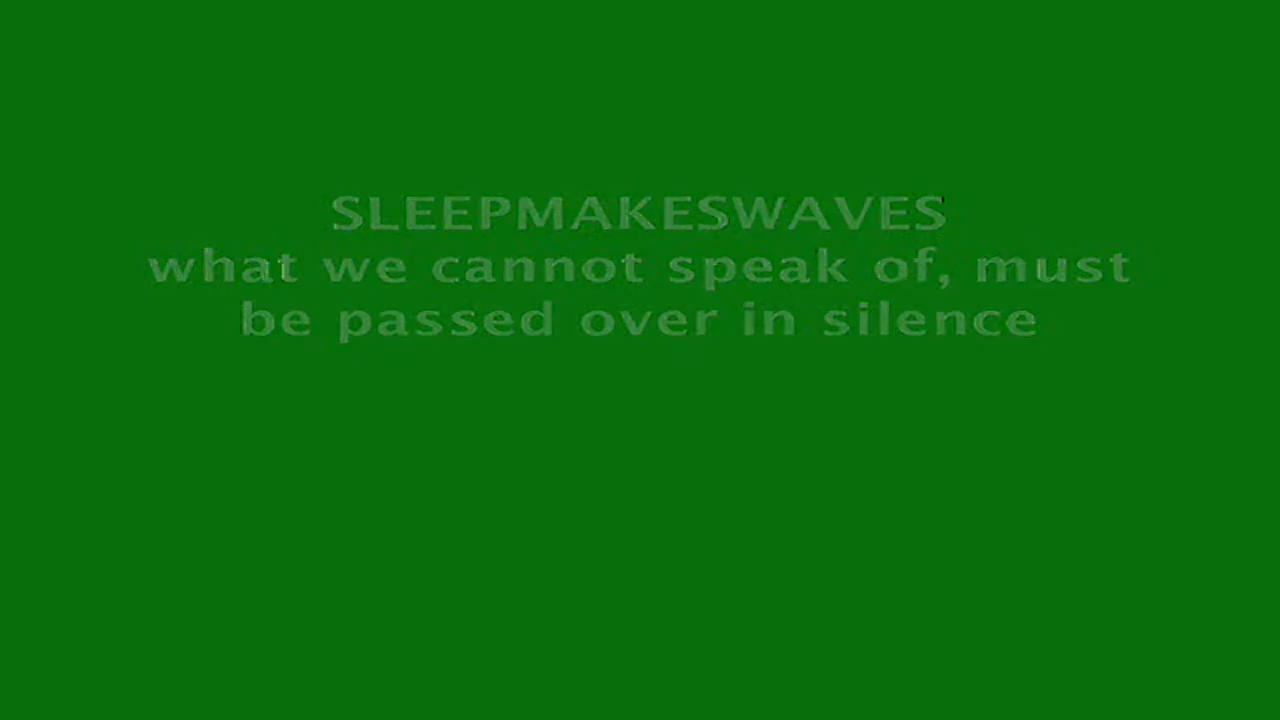 SLEEPMAKESWAVES
what we cannot speak of, must
be passed over in silence